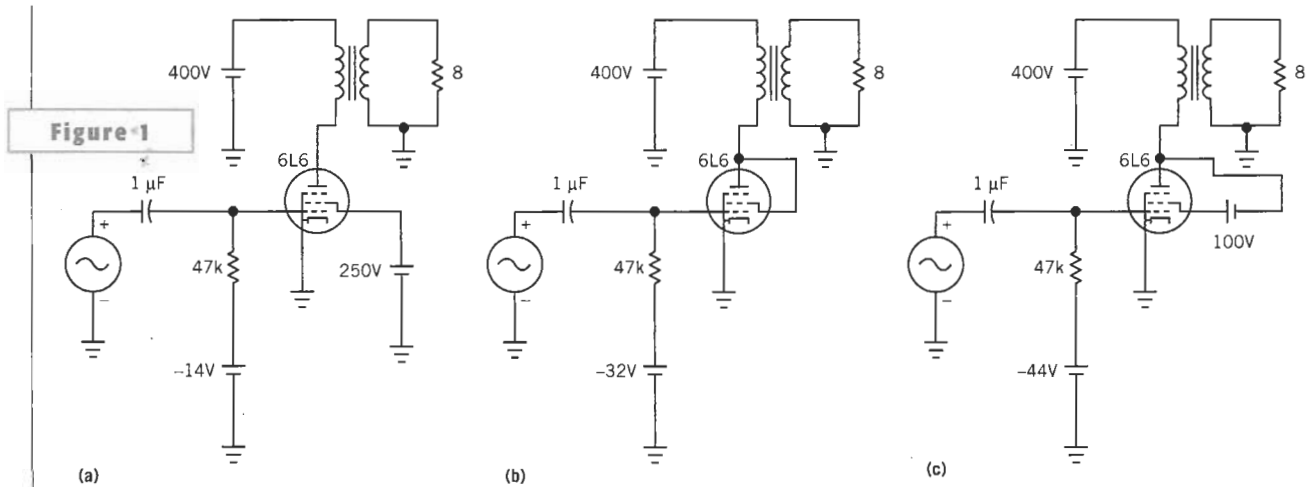 Figure 1
400V
8
6L6
1 µF
+
−
47k
250V
−14V
(a)
400V
8
6L6
1 µF
+
−
47k
−32V
(b)
400V
8
6L6
1 µF
+
−
47k
100V
−44V
(c)